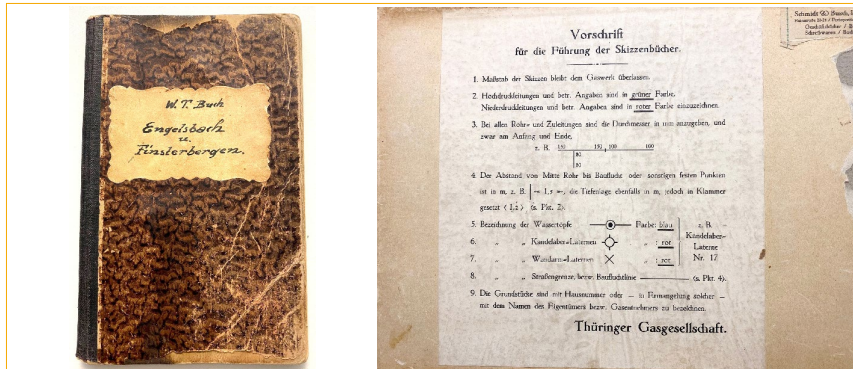 W. T. Buch
Engelsbach
u.
Finsterbergen.
Schmidt & Busch,
Vorschrift
für die Führung der Skizzenbücher.
1. Maßstab der Skizzen bleibt dem Gaswerk überlassen.
2. Hochdruckleitungen und betr. Angaben sind in grüner Farbe,
Niederdruckleitungen und betr. Angaben sind in roter Farbe einzuzeichnen.
3. Bei allen Rohr- und Zuleitungen sind die Durchmesser in mm anzugeben, und
zwar am Anfang und Ende,
z. B. 150 150 100 100
80
80
4. Der Abstand von Mitte Rohr bis Bauflucht oder sonstigen festen Punkten
ist in m, z. B. 1,5 die Tiefenlage ebenfalls in m, jedoch in Klammer
gesetzt (1,2) (s. Pkt. 2).
5. Bezeichnung der Wassertöpfe Farbe: blau z. B.
6. „ „ Kandelaber-Laternen „ : rot Kandelaber-
Laterne
7. „ „ Wandarm-Laternen „ : rot Nr. 12
8. „ „ Straßengrenze, bezw. Baufluchtlinie (s. Pkt. 4).
9. Die Grundstücke sind mit Hausnummer oder — in Ermangelung solcher —
mit dem Namen des Eigentümers bezw. Gasentnehmers zu bezeichnen.
Thüringer Gasgesellschaft.